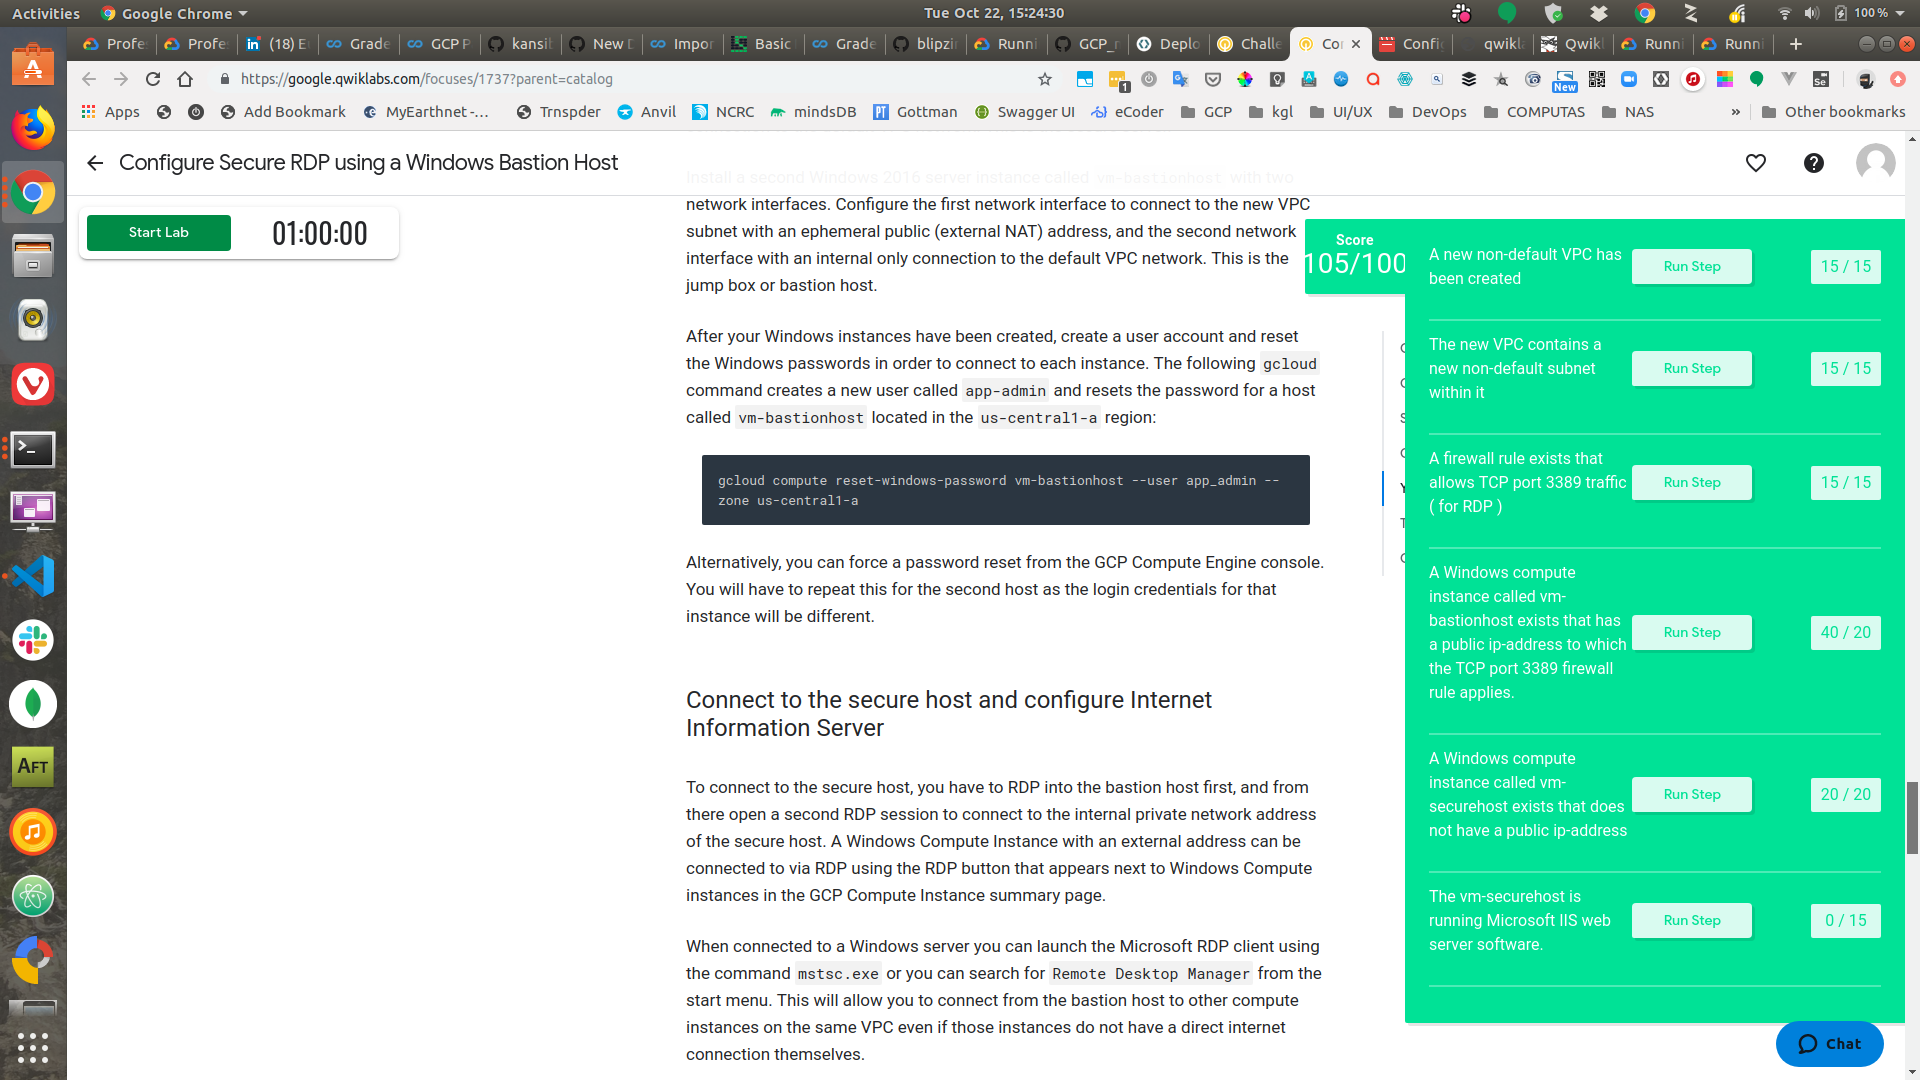 Activities
Google Chrome
Tue Oct 22, 15:24:30
100 %
Profe
Profe
(18)
Grade
GCP P
kansil
New D
Impor
Basic
Grade
blipzi
Runni
GCP_r
Deplo
Challe
Co
Config
qwikla
Qwikl
Runni
Runni
https://google.qwiklabs.com/focuses/1737?parent=catalog
1
New
Se
Apps
Add Bookmark
MyEarthnet -...
Trnspder
Anvil
NCRC
mindsDB
Gottman
Swagger UI
eCoder
GCP
kgl
UI/UX
DevOps
COMPUTAS
NAS
»
Other bookmarks
Configure Secure RDP using a Windows Bastion Host
Start Lab
01:00:00
Install a second Windows 2016 server instance called vm-bastionhost with two
network interfaces. Configure the first network interface to connect to the new VPC
subnet with an ephemeral public (external NAT) address, and the second network
interface with an internal only connection to the default VPC network. This is the
jump box or bastion host.
After your Windows instances have been created, create a user account and reset
the Windows passwords in order to connect to each instance. The following gcloud
command creates a new user called app-admin and resets the password for a host
called vm-bastionhost located in the us-central1-a region:
gcloud compute reset-windows-password vm-bastionhost --user app_admin --
zone us-central1-a
Alternatively, you can force a password reset from the GCP Compute Engine console.
You will have to repeat this for the second host as the login credentials for that
instance will be different.
Connect to the secure host and configure Internet
Information Server
To connect to the secure host, you have to RDP into the bastion host first, and from
there open a second RDP session to connect to the internal private network address
of the secure host. A Windows Compute Instance with an external address can be
connected to via RDP using the RDP button that appears next to Windows Compute
instances in the GCP Compute Instance summary page.
When connected to a Windows server you can launch the Microsoft RDP client using
the command mstsc.exe or you can search for Remote Desktop Manager from the
start menu. This will allow you to connect from the bastion host to other compute
instances on the same VPC even if those instances do not have a direct internet
connection themselves.
Score
105/100
A new non-default VPC has
been created
Run Step
15 / 15
The new VPC contains a
new non-default subnet
within it
Run Step
15 / 15
A firewall rule exists that
allows TCP port 3389 traffic
( for RDP )
Run Step
15 / 15
A Windows compute
instance called vm-
bastionhost exists that has
a public ip-address to which
the TCP port 3389 firewall
rule applies.
Run Step
40 / 20
A Windows compute
instance called vm-
securehost exists that does
not have a public ip-address
Run Step
20 / 20
The vm-securehost is
running Microsoft IIS web
server software.
Run Step
0 / 15
Chat
AFT